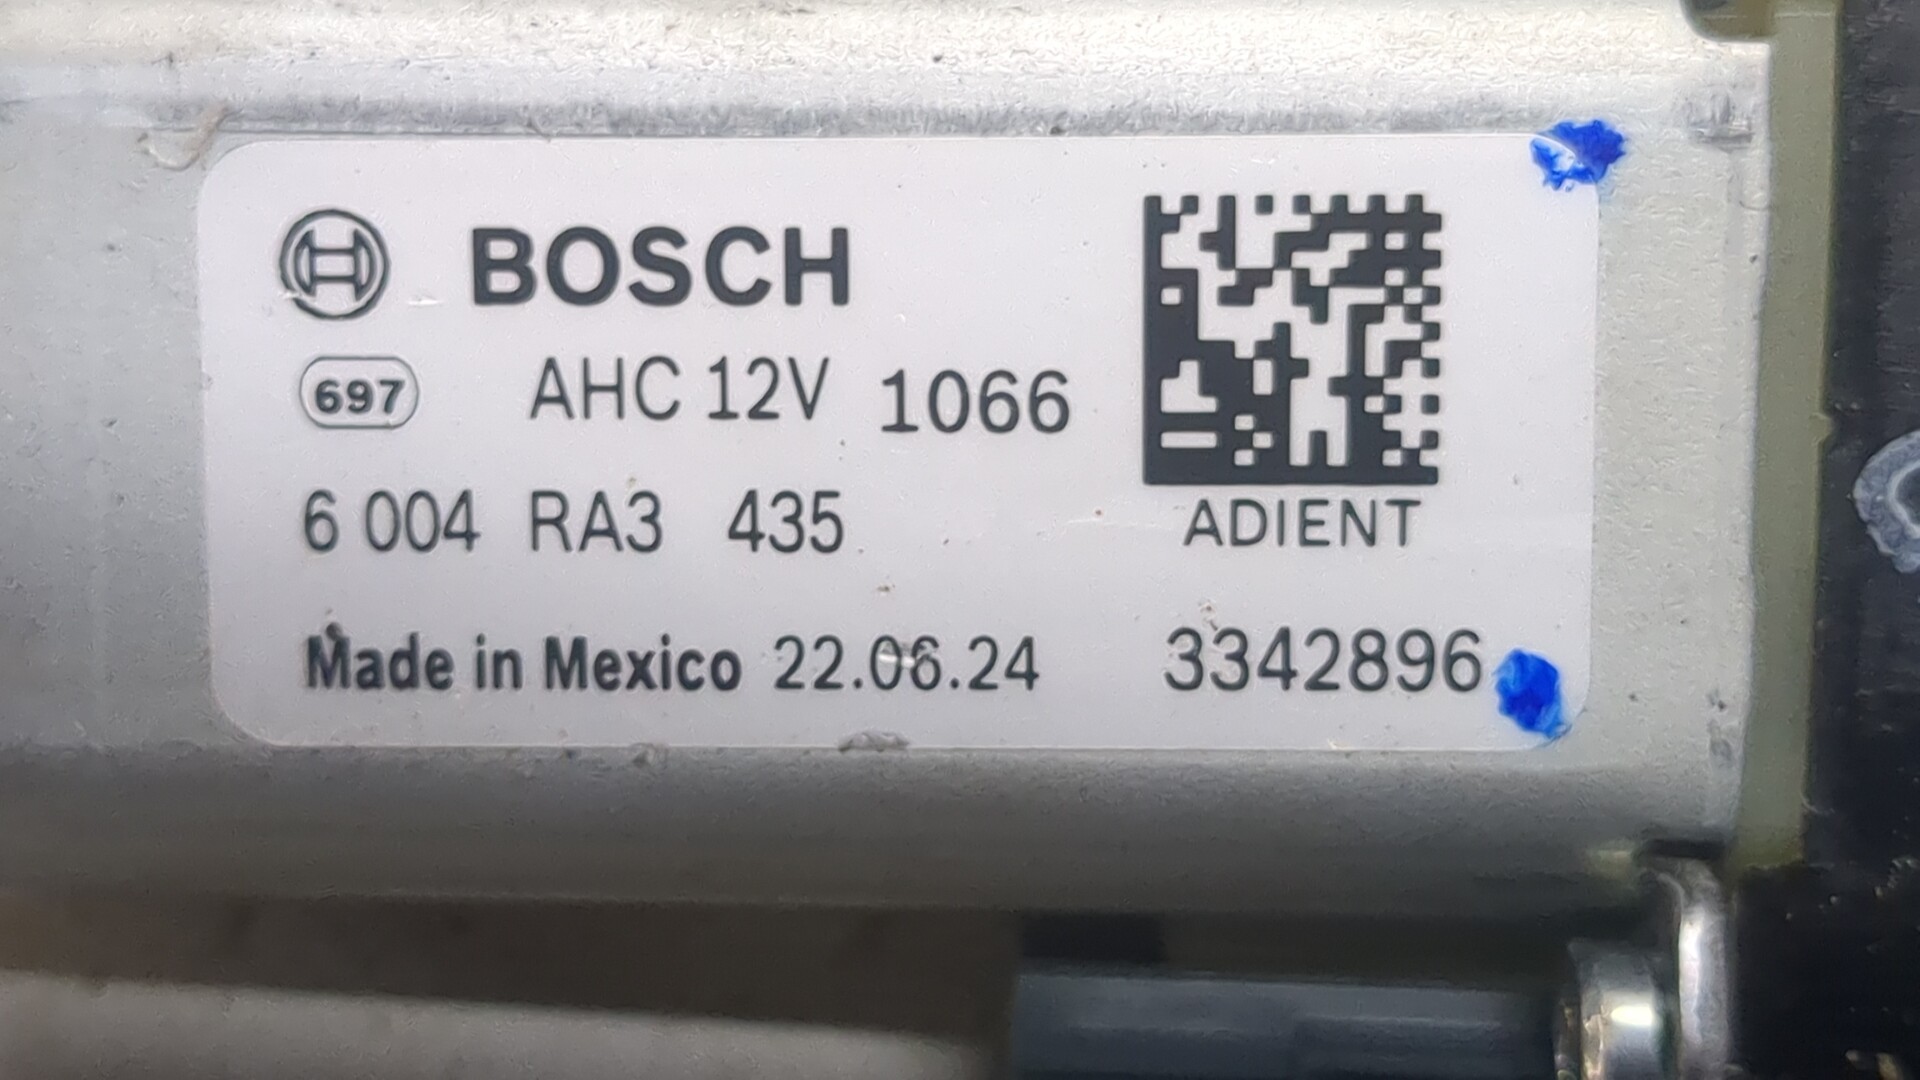 BOSCH
697 AHC 12V 1066
6 004 RA3 435
ADIENT
Made in Mexico 22.06.24 3342896